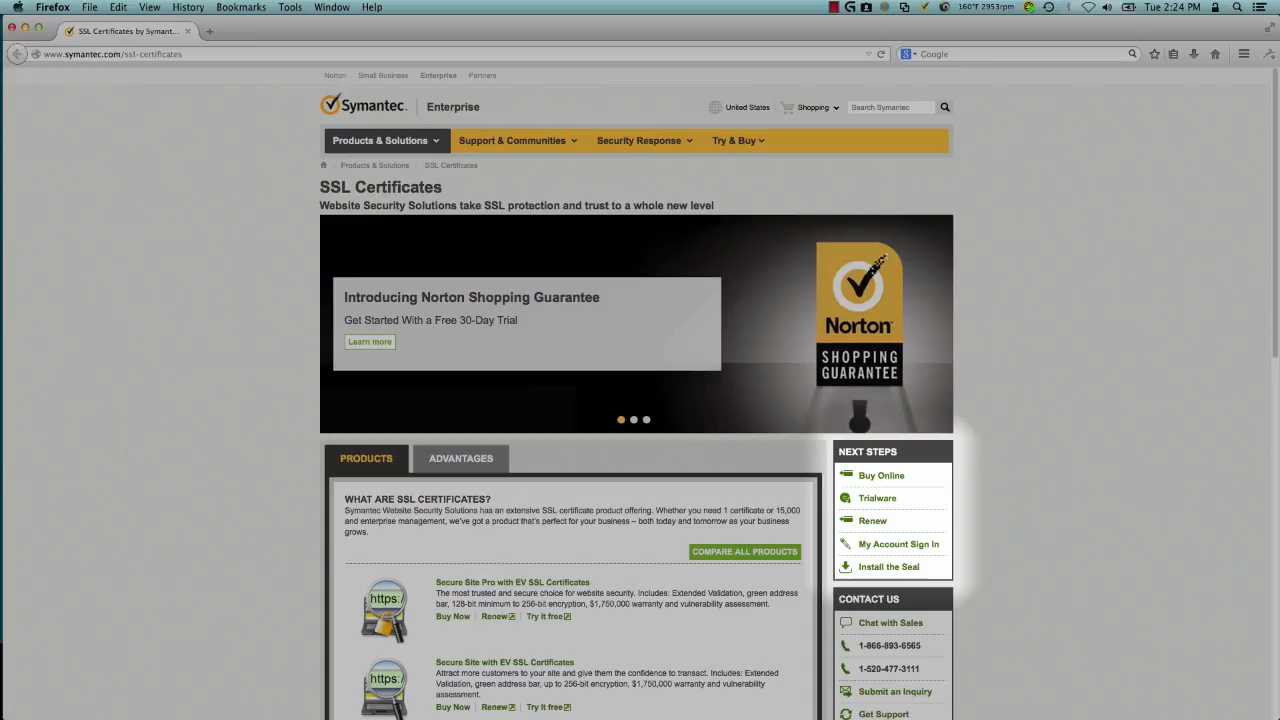 Firefox File Edit View History Bookmarks Tools Window Help
160°F 2953rpm
Tue 2:24 PM
SSL Certificates by Symant...
www.symantec.com/ssl-certificates
Google
Norton Small Business Enterprise Partners
Symantec. Enterprise
United States Shopping Search Symantec
Products & Solutions Support & Communities Security Response Try & Buy
Products & Solutions SSL Certificates
SSL Certificates
Website Security Solutions take SSL protection and trust to a whole new level
Introducing Norton Shopping Guarantee
Get Started With a Free 30-Day Trial
Learn more
Norton
SHOPPING
GUARANTEE
PRODUCTS ADVANTAGES
WHAT ARE SSL CERTIFICATES?
Symantec Website Security Solutions has an extensive SSL certificate product offering. Whether you need 1 certificate or 15,000
and enterprise management, we've got a product that's perfect for your business – both today and tomorrow as your business
grows.
COMPARE ALL PRODUCTS
https:/
Secure Site Pro with EV SSL Certificates
The most trusted and secure choice for website security. Includes: Extended Validation, green address
bar, 128-bit minimum to 256-bit encryption, $1,750,000 warranty and vulnerability assessment.
Buy Now Renew Try it free
https:/
Secure Site with EV SSL Certificates
Attract more customers to your site and give them the confidence to transact. Includes: Extended
Validation, green address bar, up to 256-bit encryption, $1,750,000 warranty and vulnerability
assessment.
Buy Now Renew Try it free
NEXT STEPS
Buy Online
Trialware
Renew
My Account Sign In
Install the Seal
CONTACT US
Chat with Sales
1-866-893-6565
1-520-477-3111
Submit an Inquiry
Get Support